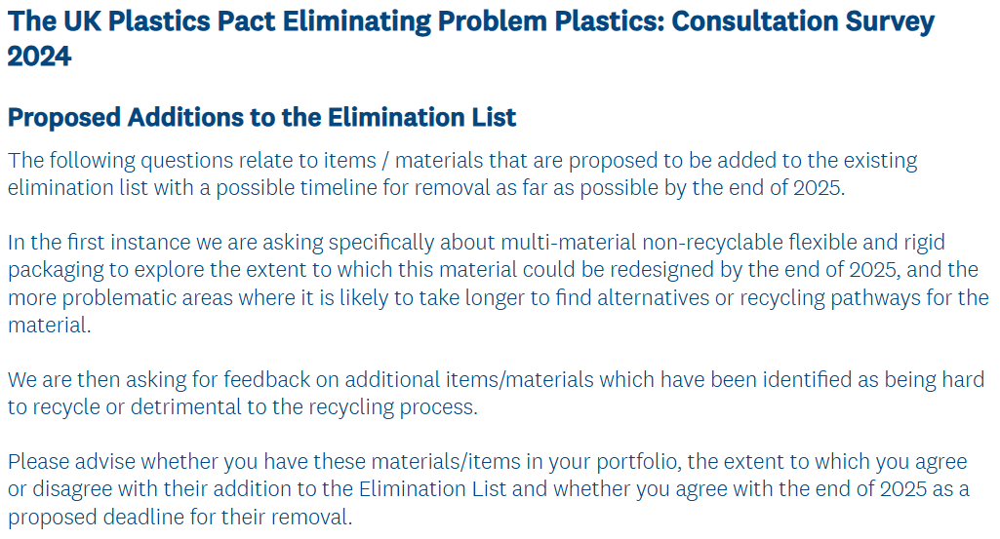 The UK Plastics Pact Eliminating Problem Plastics: Consultation Survey
2024
Proposed Additions to the Elimination List
The following questions relate to items / materials that are proposed to be added to the existing
elimination list with a possible timeline for removal as far as possible by the end of 2025.
In the first instance we are asking specifically about multi-material non-recyclable flexible and rigid
packaging to explore the extent to which this material could be redesigned by the end of 2025, and the
more problematic areas where it is likely to take longer to find alternatives or recycling pathways for the
material.
We are then asking for feedback on additional items/materials which have been identified as being hard
to recycle or detrimental to the recycling process.
Please advise whether you have these materials/items in your portfolio, the extent to which you agree
or disagree with their addition to the Elimination List and whether you agree with the end of 2025 as a
proposed deadline for their removal.